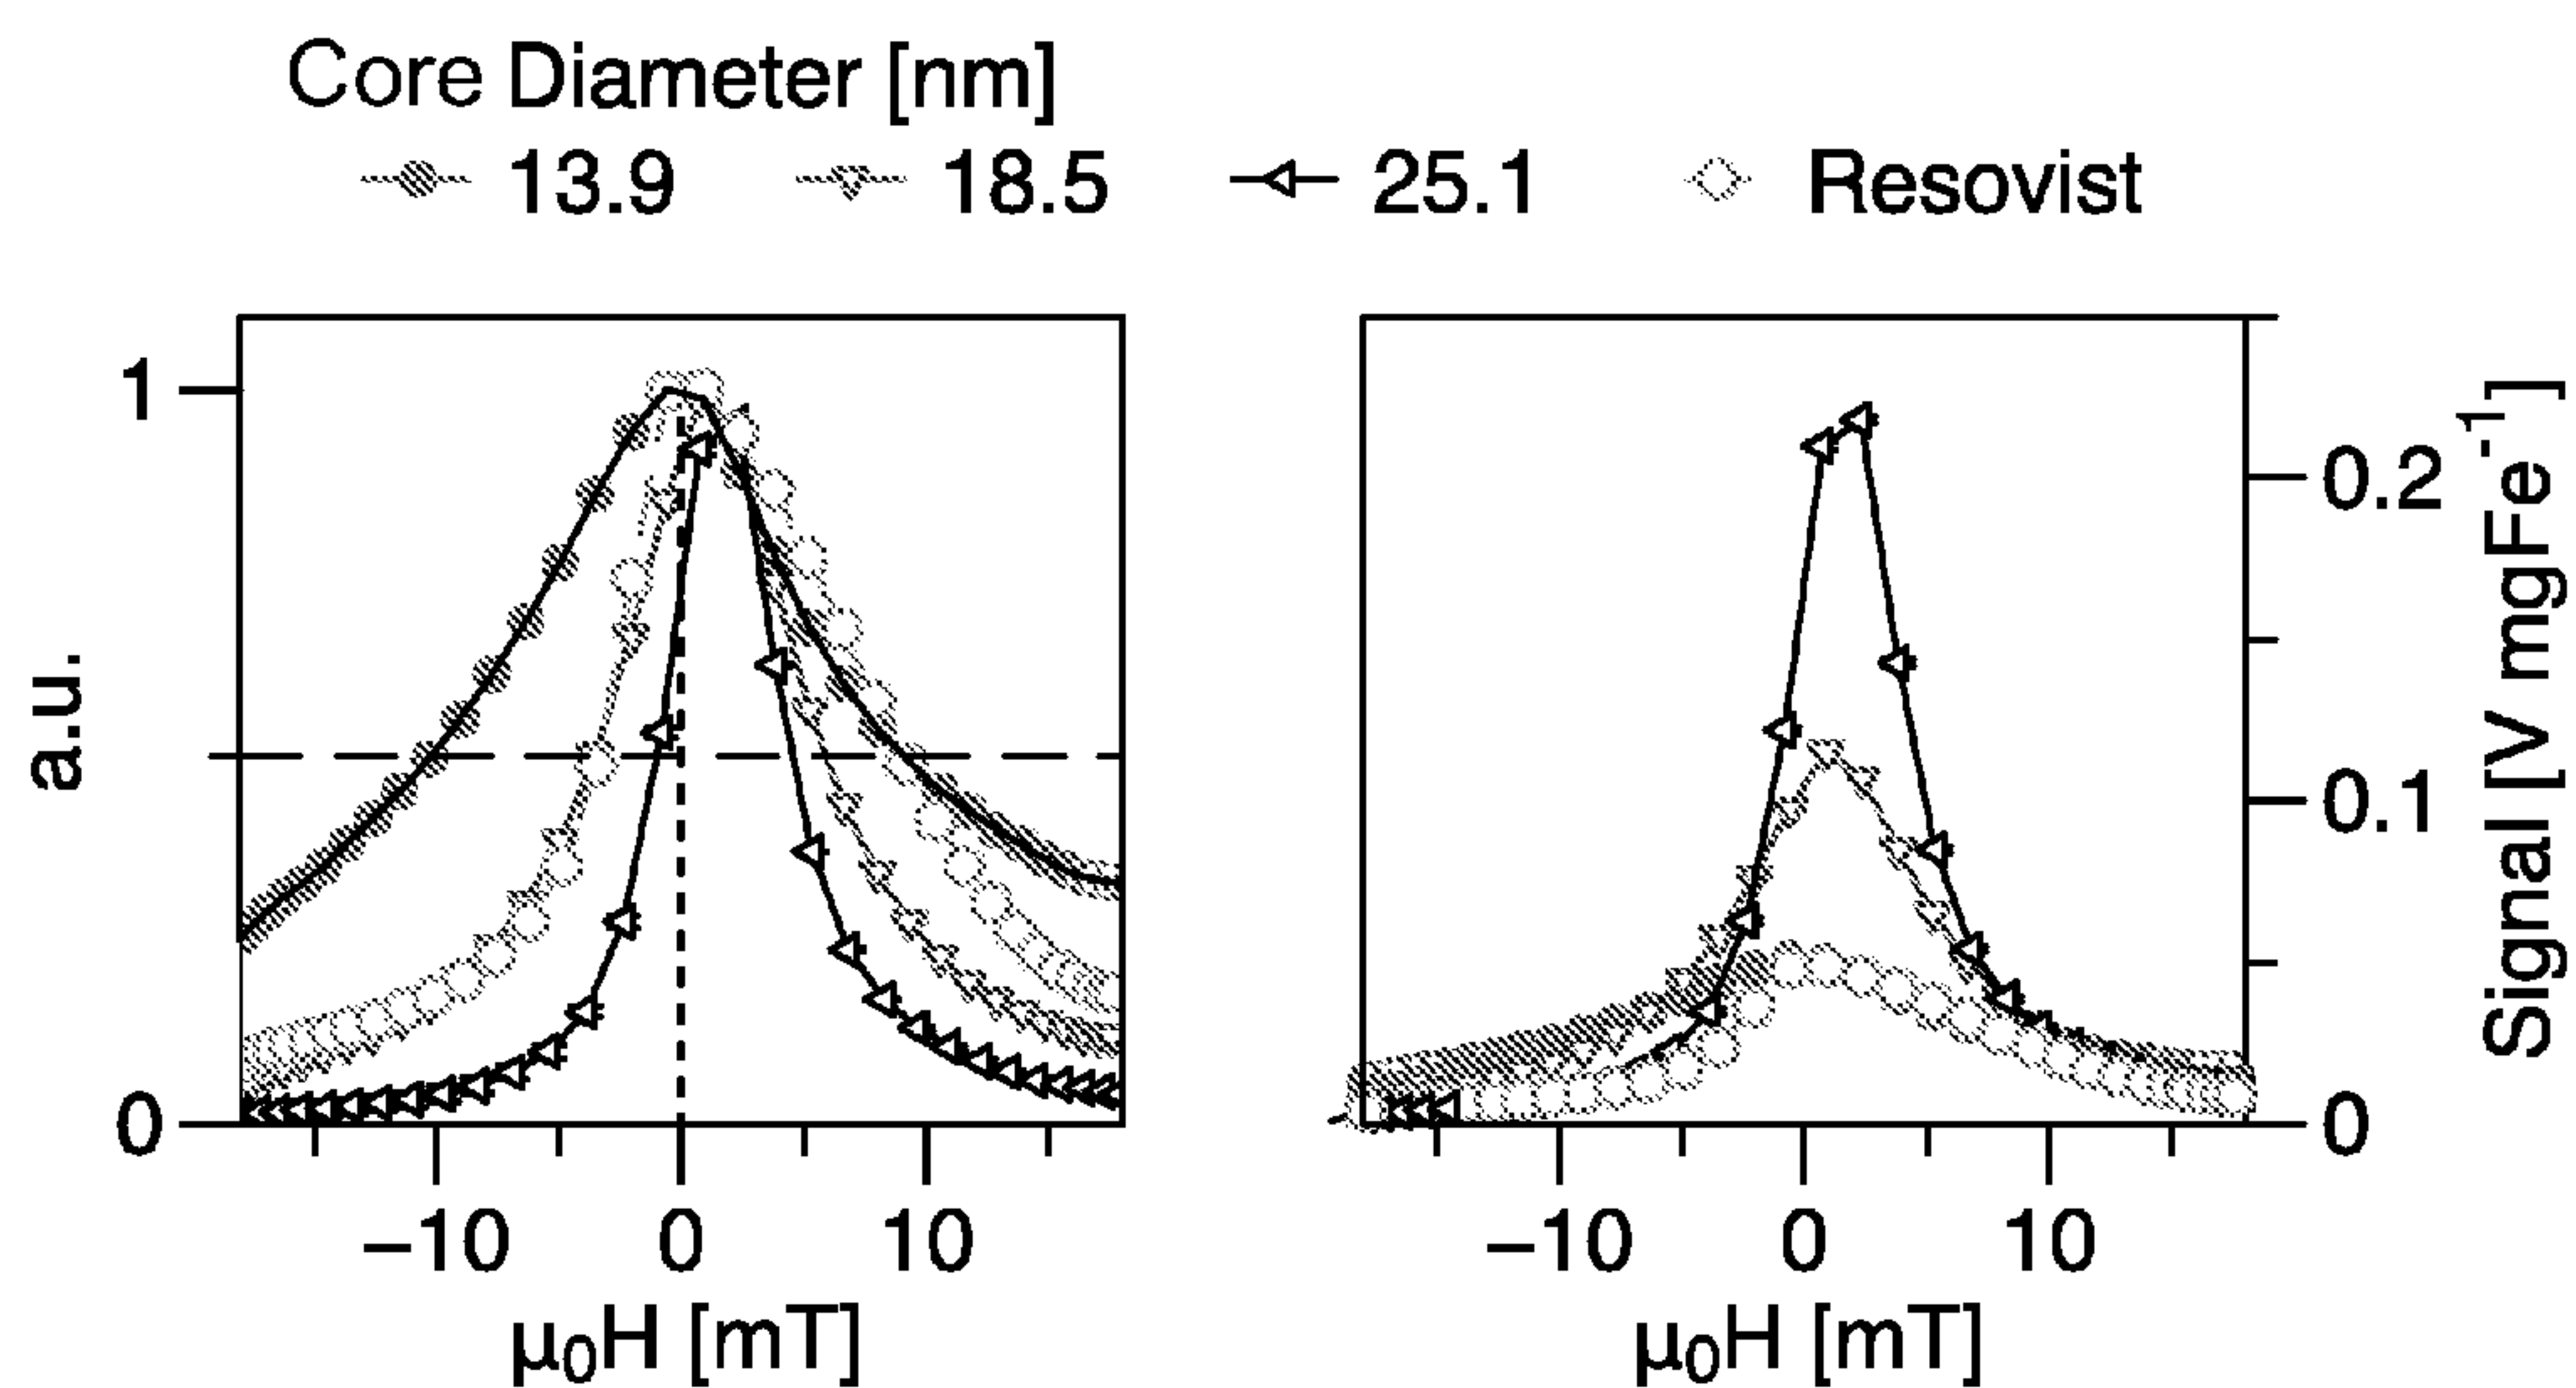 Core Diameter [nm]
13.9 18.5 25.1 Resovist
1
0
a.u.
−10 0 10
μ₀H [mT]
0.2
0.1
0
Signal [V mgFe⁻¹]
−10 0 10
μ₀H [mT]